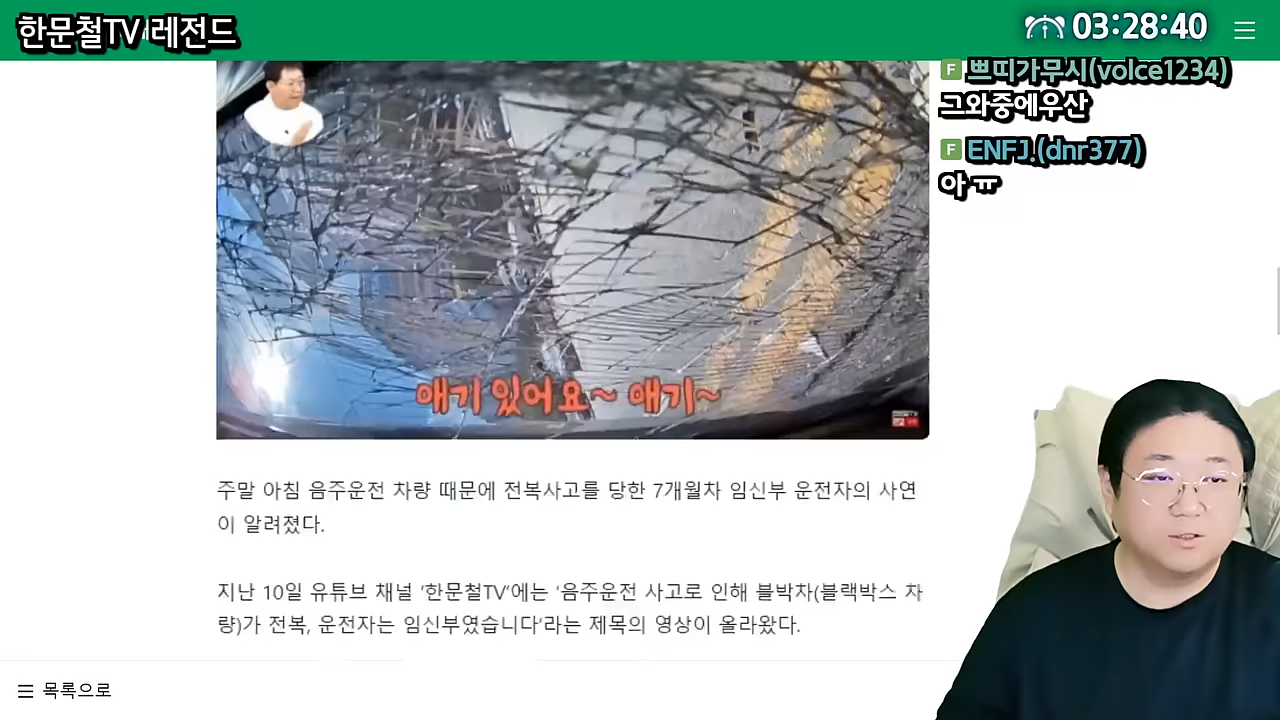 한문철TV 레전드
03:28:40
F 쁘띠가무시(volce1234)
그와중에우산
F ENFJ.(dnr377)
아 ㅠ
애기 있어요~ 애기~
주말 아침 음주운전 차량 때문에 전복사고를 당한 7개월차 임신부 운전자의 사연
이 알려졌다.
지난 10일 유튜브 채널 '한문철TV'에는 '음주운전 사고로 인해 블박차(블랙박스 차
량)가 전복, 운전자는 임신부였습니다'라는 제목의 영상이 올라왔다.
목록으로